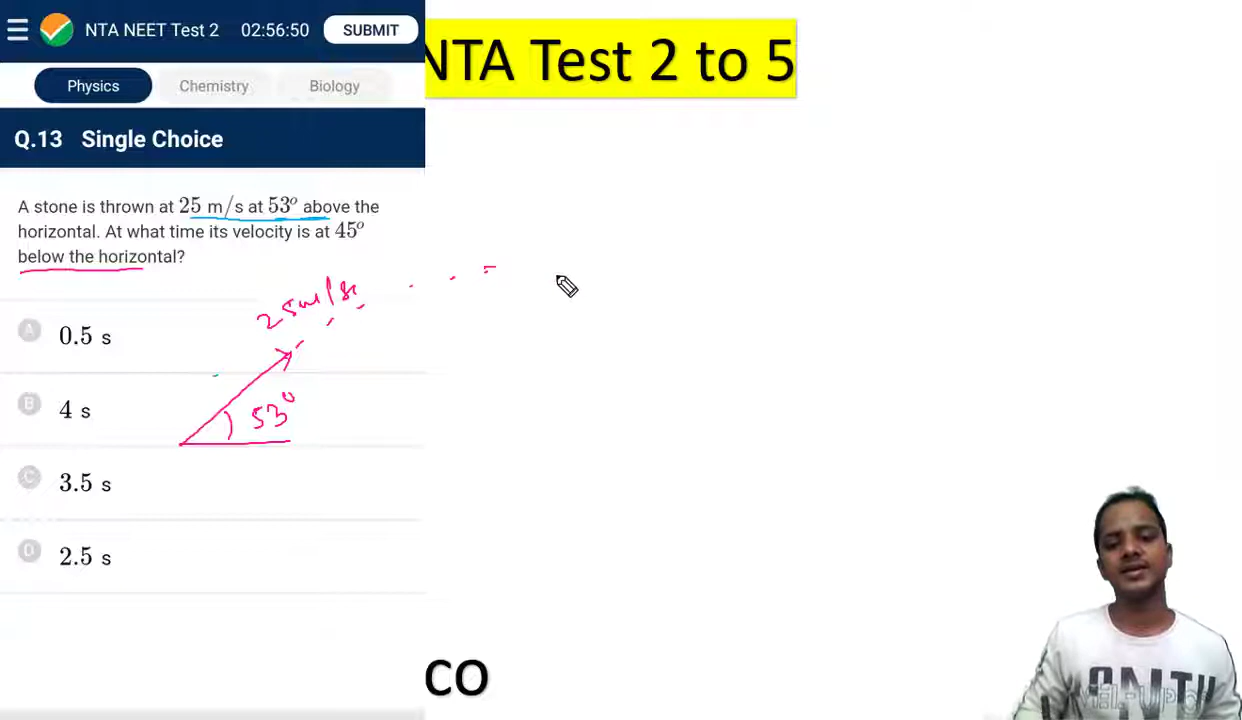 NTA NEET Test 2 02:56:50 SUBMIT
NTA Test 2 to 5
Physics Chemistry Biology
Q.13 Single Choice
A stone is thrown at 25 m/s at 53° above the
horizontal. At what time its velocity is at 45°
below the horizontal?
25m/se
A 0.5 s
B 4 s
53°
C 3.5 s
D 2.5 s
co